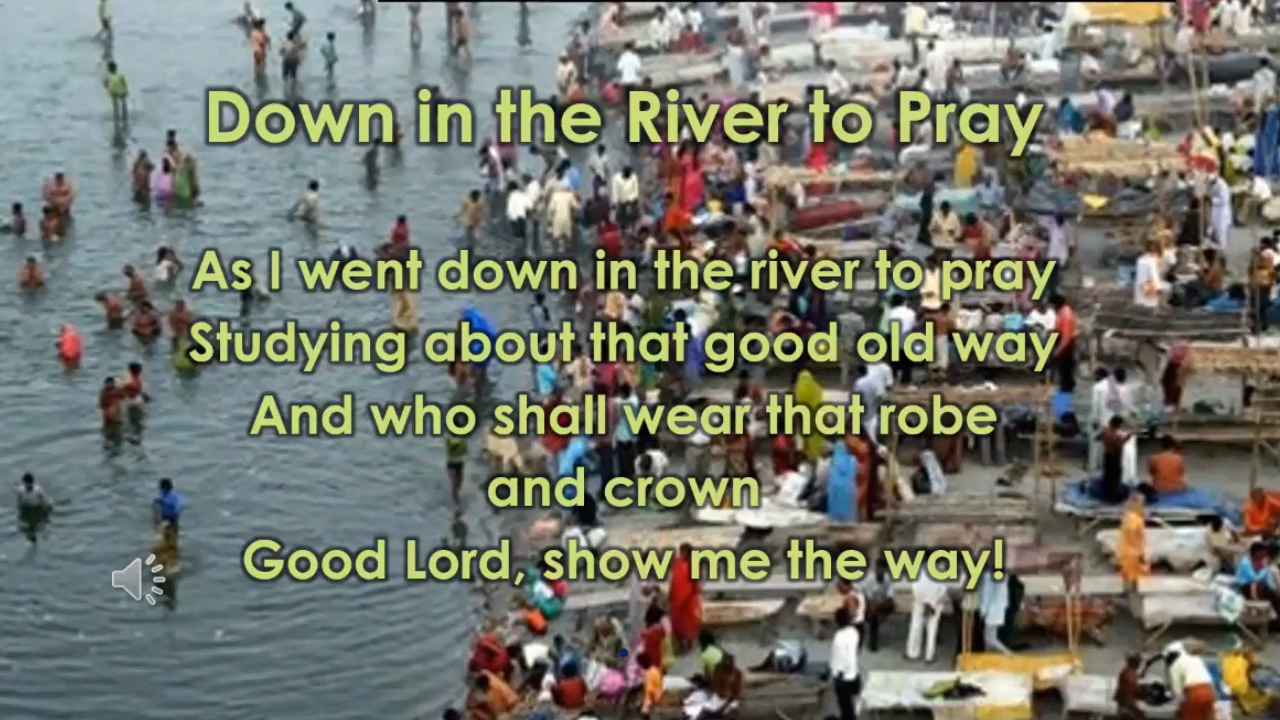 Down in the River to Pray
As I went down in the river to pray
Studying about that good old way
And who shall wear that robe
and crown
Good Lord, show me the way!